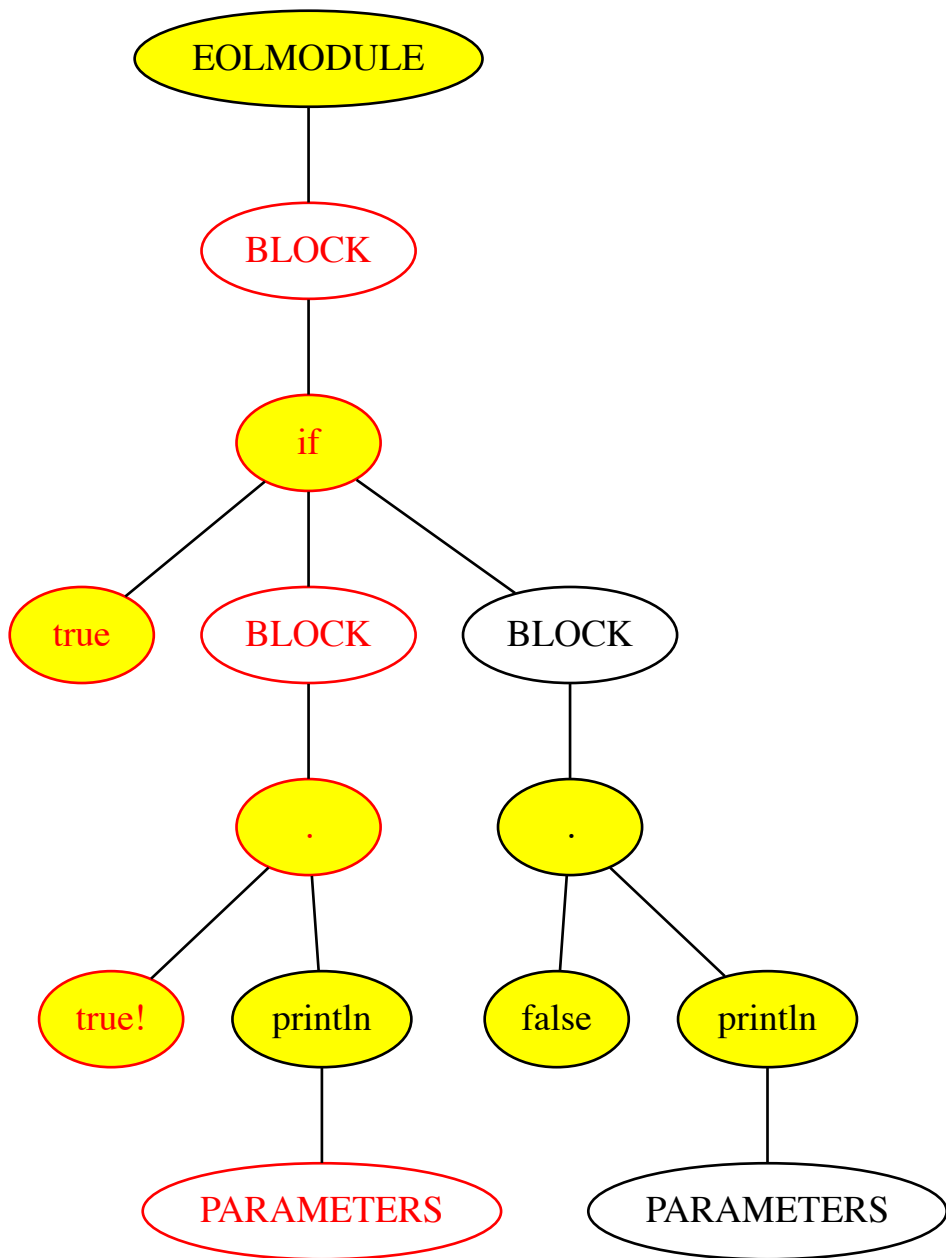 EOLMODULE
BLOCK
if
true
BLOCK
BLOCK
.
.
true!
println
false
println
PARAMETERS
PARAMETERS